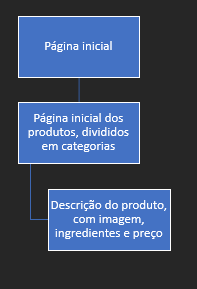 Página inicial
Página inicial dos
produtos, divididos
em categorias
Descrição do produto,
com imagem,
ingredientes e preço